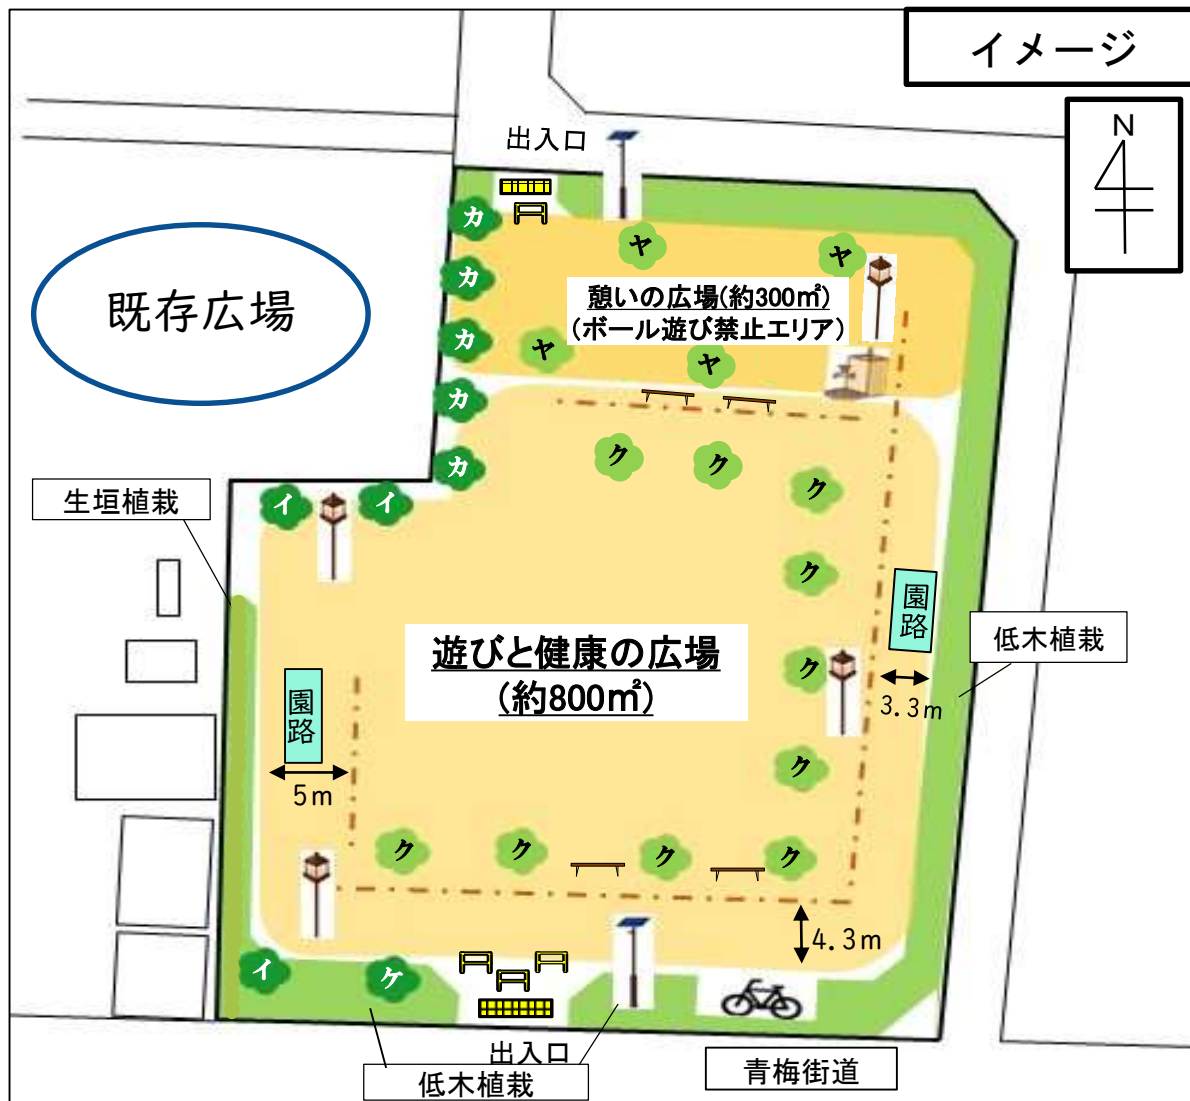 イメージ
N
出入口
カ
ヤ
ヤ
カ
憩いの広場(約300㎡)
(ボール遊び禁止エリア)
既存広場
カ
ヤ
ヤ
カ
カ
ク
ク
ク
生垣植栽
イ
イ
ク
園路
低木植栽
遊びと健康の広場
(約800㎡)
ク
3.3m
園路
5m
ク
ク
ク
ク
ク
4.3m
イ
ケ
出入口
低木植栽
青梅街道